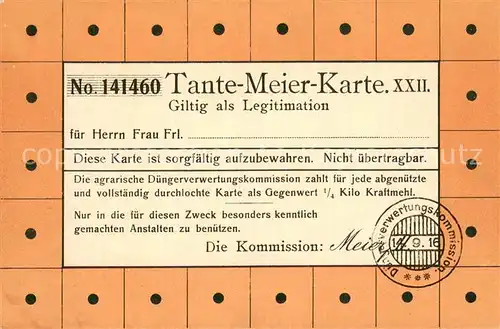 No. 141460 Tante-Meier-Karte. XXII.
Giltig als Legitimation
für Herrn Frau Frl.
Diese Karte ist sorgfältig aufzubewahren. Nicht übertragbar.
Die agrarische Düngerverwertungskommission zahlt für jede abgenützte
und vollständig durchlochte Karte als Gegenwert ¼ Kilo Kraftmehl.
Nur in die für diesen Zweck besonders kenntlich
gemachten Anstalten zu benützen.
Die Kommission: Meier
Düngerverwertungskommission.
14. 9. 16